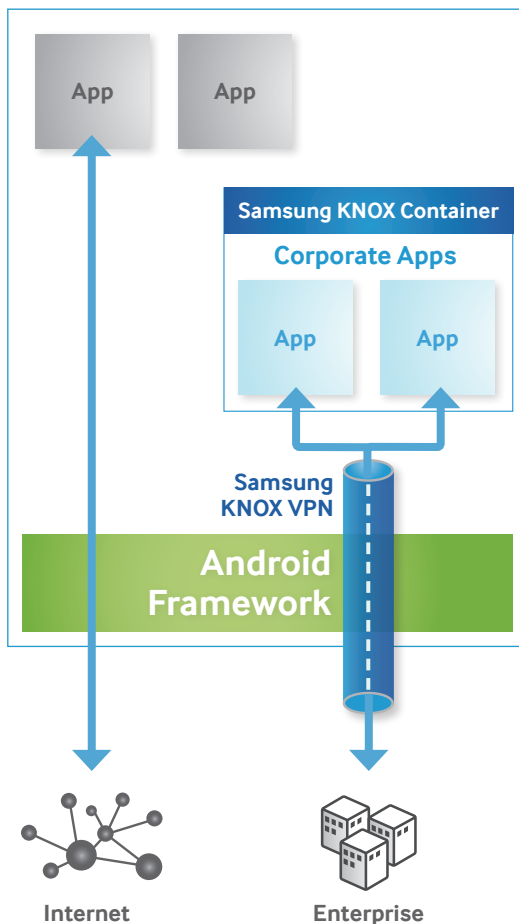 App
App
Samsung KNOX Container
Corporate Apps
App
App
Samsung
KNOX VPN
Android
Framework
Internet
Enterprise